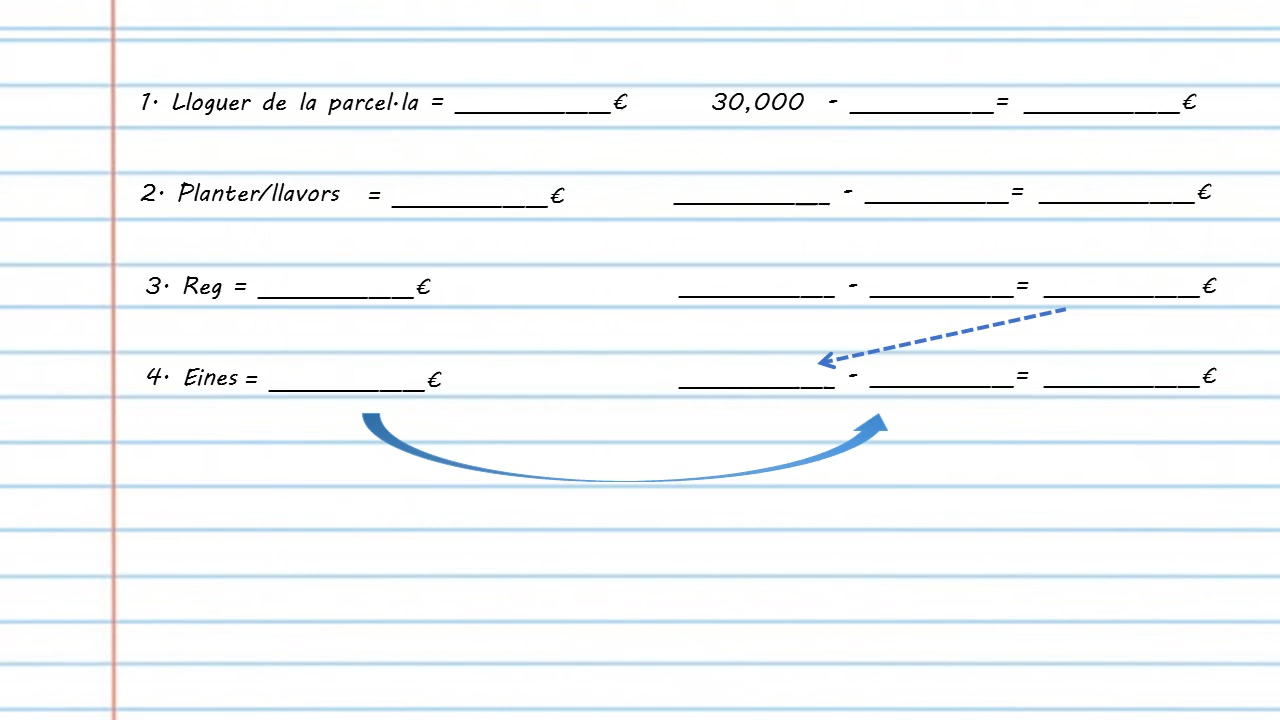 1. Lloguer de la parcel·la = ___________€ 30,000 - __________= ___________€
2. Planter/llavors = ___________€ ___________ - __________= ___________€
3. Reg = ___________€ ___________ - __________= ___________€
4. Eines = ___________€ ___________ - __________= ___________€